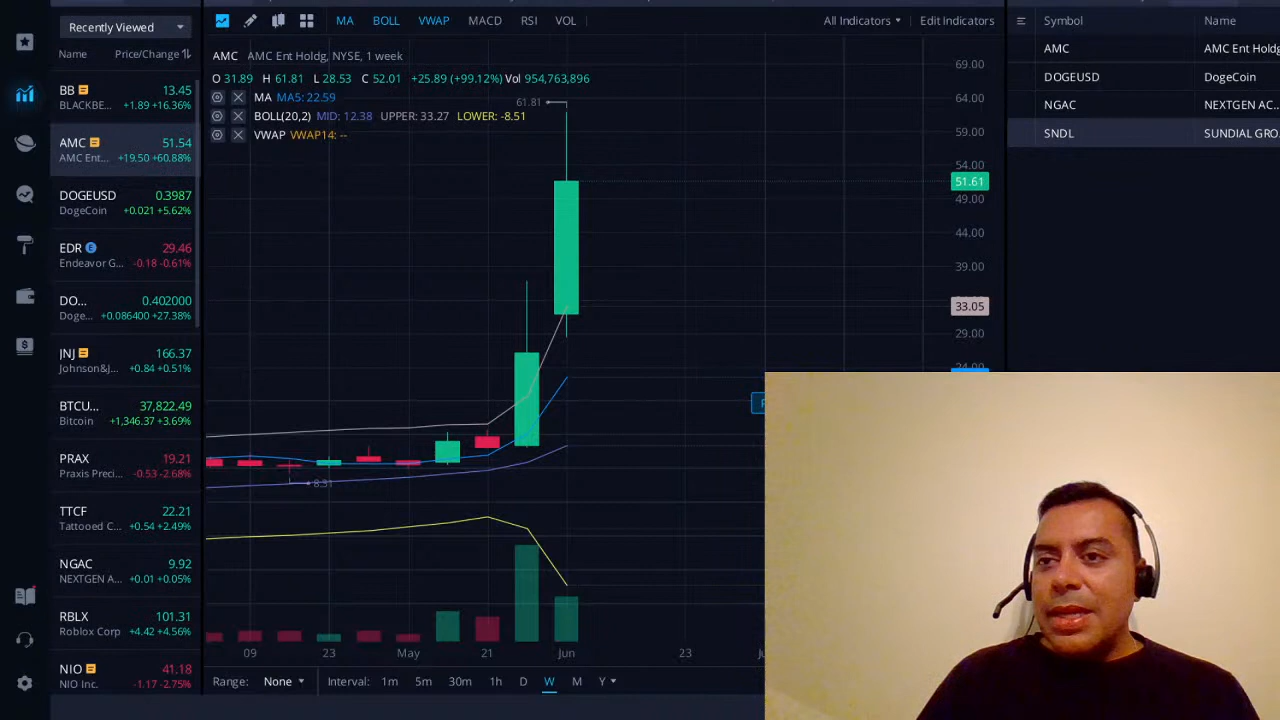 Recently Viewed
Name Price/Change
BB 13.45
BLACKBE... +1.89 +16.36%
AMC 51.54
AMC Ent... +19.50 +60.88%
DOGEUSD 0.3987
DogeCoin +0.021 +5.62%
EDR E 29.46
Endeavor G... -0.18 -0.61%
DO... 0.402000
Doge... +0.086400 +27.38%
JNJ 166.37
Johnson&J... +0.84 +0.51%
BTCU... 37,822.49
Bitcoin +1,346.37 +3.69%
PRAX 19.21
Praxis Preci... -0.53 -2.68%
TTCF 22.21
Tattooed C... +0.54 +2.49%
NGAC 9.92
NEXTGEN A... +0.01 +0.05%
RBLX 101.31
Roblox Corp +4.42 +4.56%
NIO 41.18
NIO Inc. -1.17 -2.75%
MA BOLL VWAP MACD RSI VOL All Indicators Edit Indicators
AMC AMC Ent Holdg, NYSE, 1 week
O 31.89 H 61.81 L 28.53 C 52.01 +25.89 (+99.12%) Vol 954,763,896
MA MA5: 22.59
BOLL(20,2) MID: 12.38 UPPER: 33.27 LOWER: -8.51
VWAP VWAP14: --
61.81
8.31
69.00
64.00
59.00
54.00
51.61
49.00
44.00
39.00
33.05
29.00
24.00
09 23 May 21 Jun 23
Range: None Interval: 1m 5m 30m 1h D W M Y
Symbol Name
AMC AMC Ent Holdg
DOGEUSD DogeCoin
NGAC NEXTGEN AC...
SNDL SUNDIAL GRO